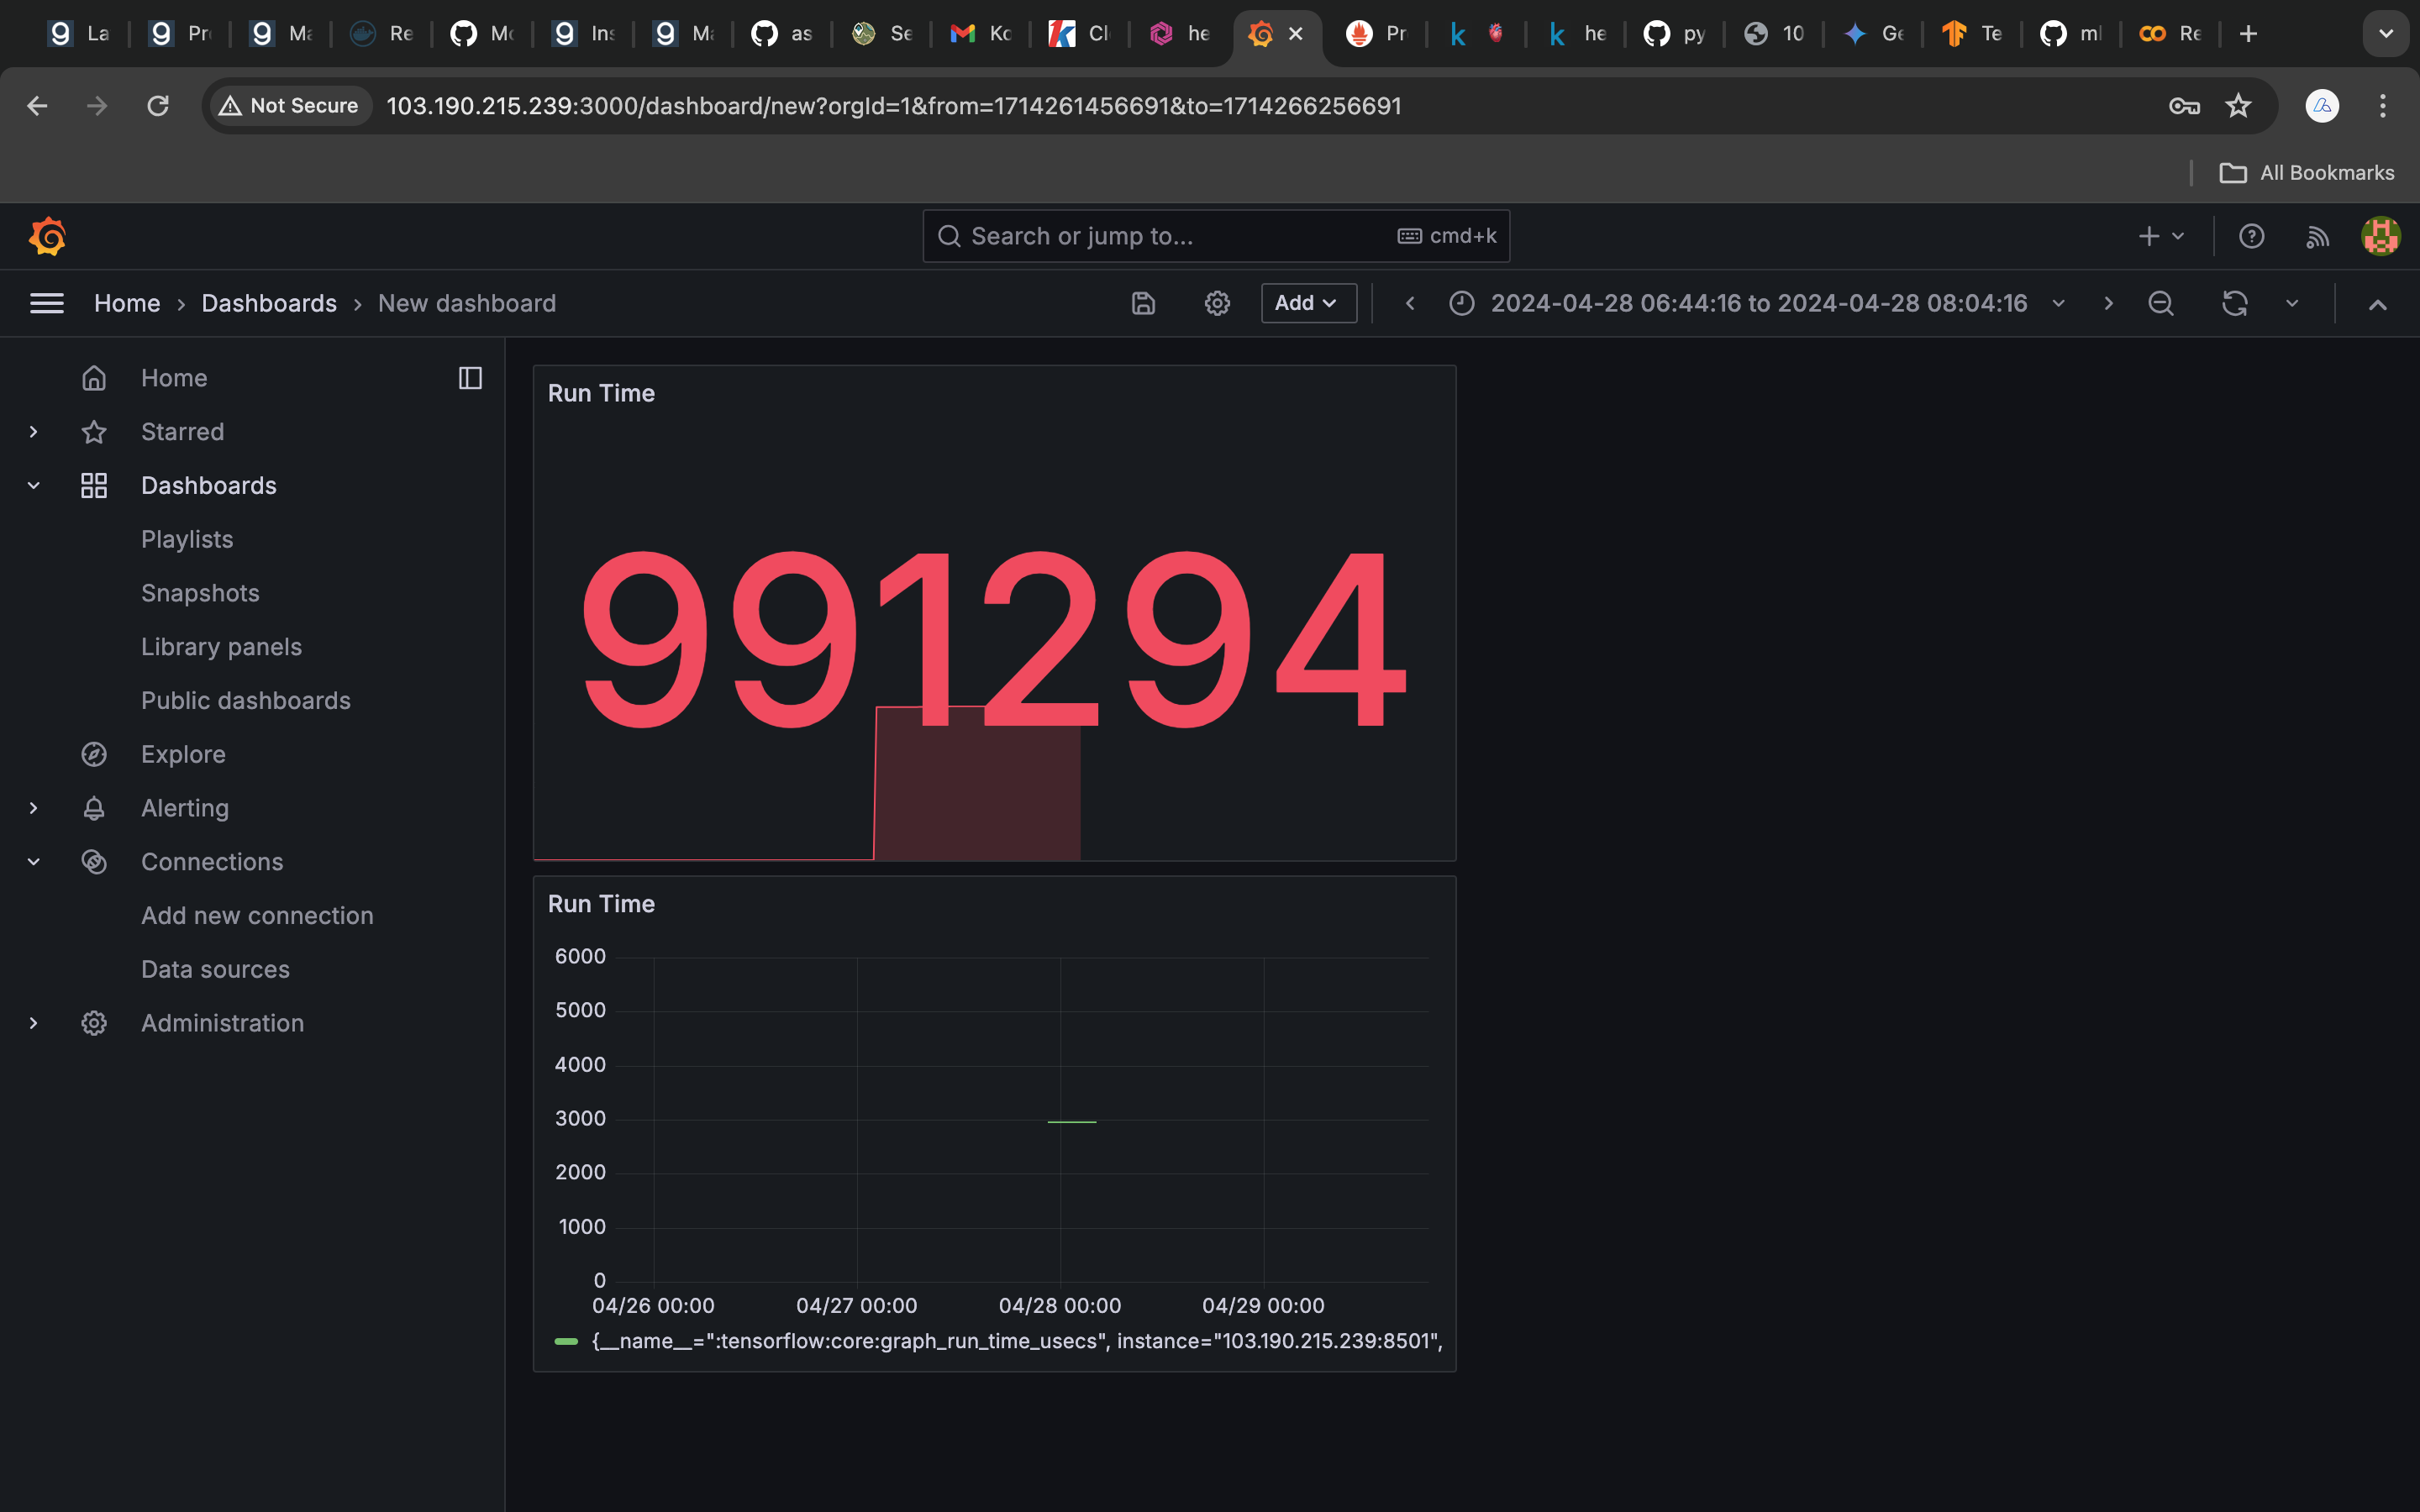 La
Pr
Ma
Re
Mo
Ins
Ma
as
Se
Ko
Cl
he
Pr
he
py
10
Ge
Te
ml
Re
Not Secure 103.190.215.239:3000/dashboard/new?orgId=1&from=1714261456691&to=1714266256691
All Bookmarks
Search or jump to... cmd+k
Home › Dashboards › New dashboard Add 2024-04-28 06:44:16 to 2024-04-28 08:04:16
Home
Starred
Dashboards
Playlists
Snapshots
Library panels
Public dashboards
Explore
Alerting
Connections
Add new connection
Data sources
Administration
Run Time
991294
Run Time
6000
5000
4000
3000
2000
1000
0
04/26 00:00 04/27 00:00 04/28 00:00 04/29 00:00
{__name__=":tensorflow:core:graph_run_time_usecs", instance="103.190.215.239:8501",